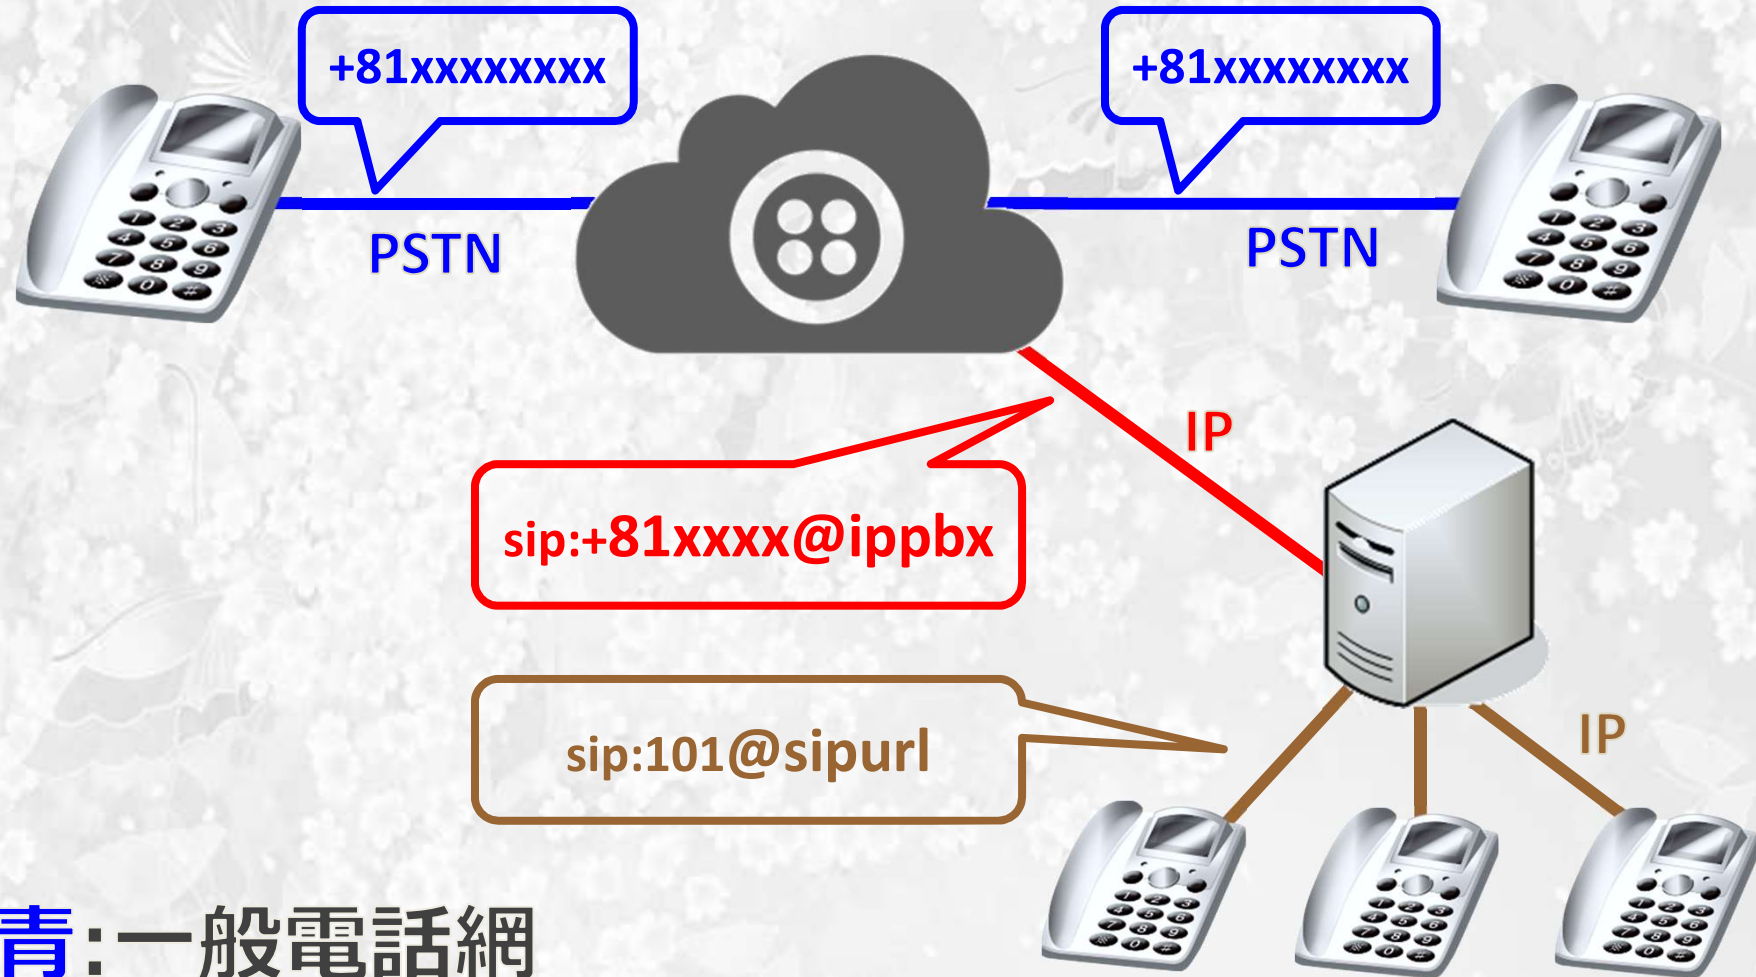 +81xxxxxxxx
+81xxxxxxxx
PSTN
PSTN
IP
sip:+81xxxx@ippbx
sip:101@sipurl
IP
青:一般電話網